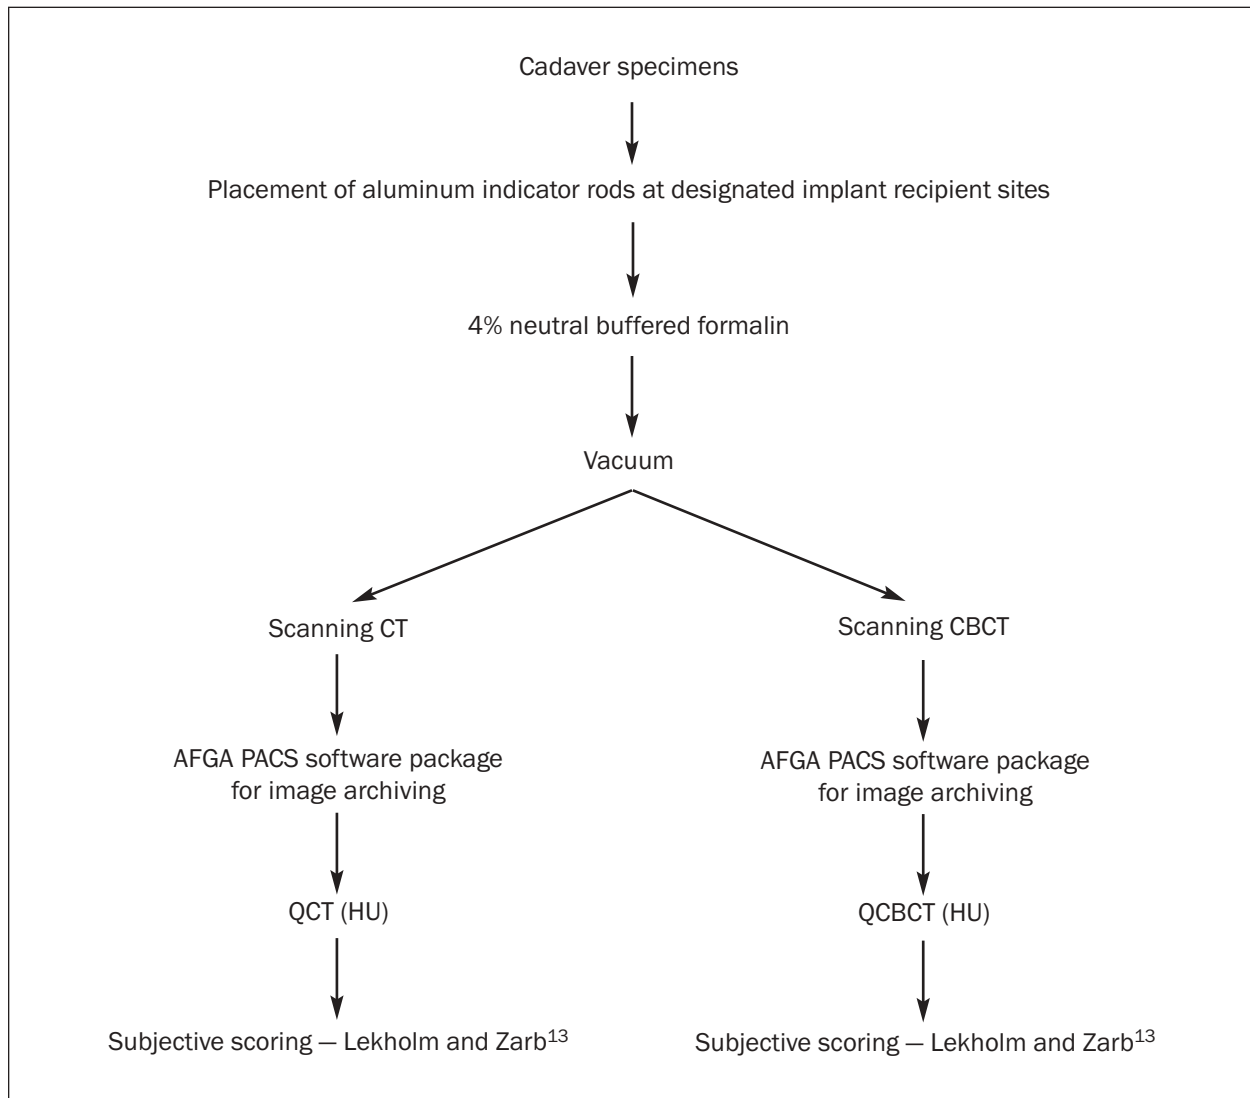 Cadaver specimens
Placement of aluminum indicator rods at designated implant recipient sites
4% neutral buffered formalin
Vacuum
Scanning CT
AFGA PACS software package
for image archiving
QCT (HU)
Subjective scoring — Lekholm and Zarb¹³
Scanning CBCT
AFGA PACS software package
for image archiving
QCBCT (HU)
Subjective scoring — Lekholm and Zarb¹³